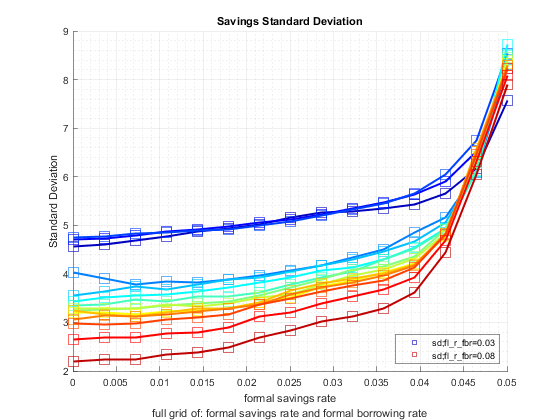 Savings Standard Deviation
9
8
7
6
5
4
3
2
Standard Deviation
0 0.005 0.01 0.015 0.02 0.025 0.03 0.035 0.04 0.045 0.05
sd;fl_r_fbr=0.03
sd;fl_r_fbr=0.08
formal savings rate
full grid of: formal savings rate and formal borrowing rate